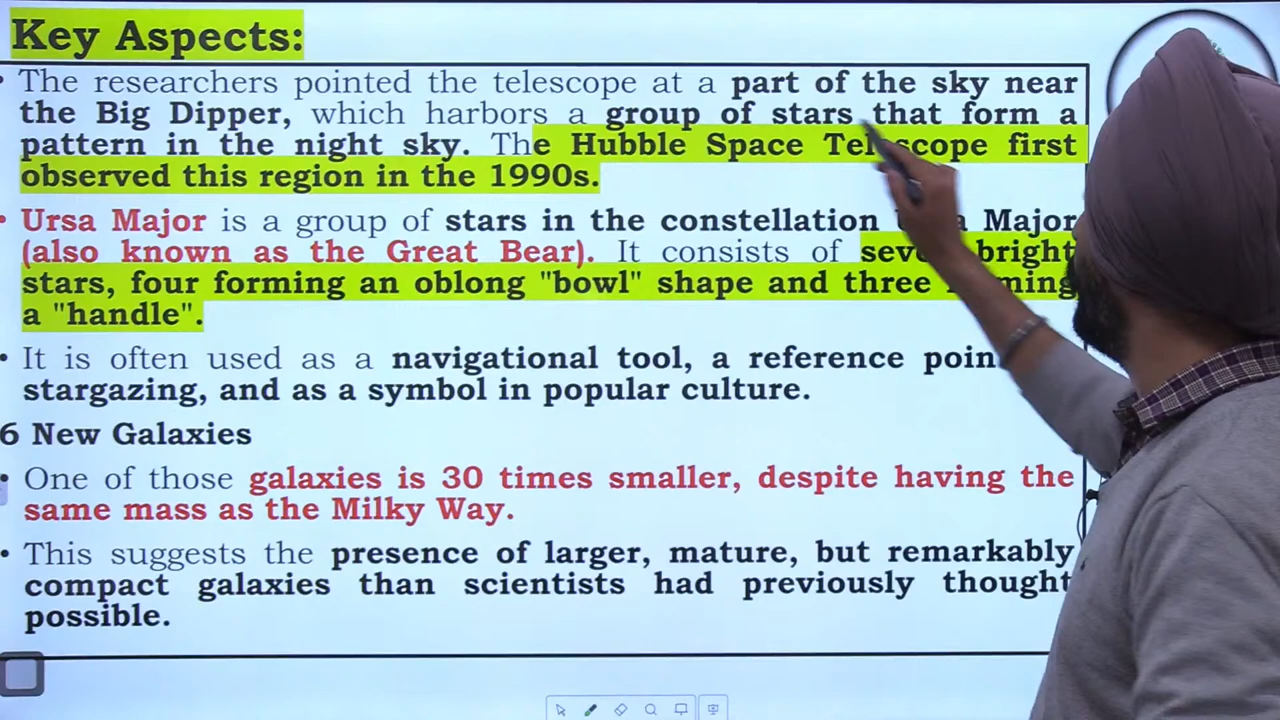 Key Aspects:
• The researchers pointed the telescope at a part of the sky near
the Big Dipper, which harbors a group of stars that form a
pattern in the night sky. The Hubble Space Telescope first
observed this region in the 1990s.
• Ursa Major is a group of stars in the constellation Major
(also known as the Great Bear). It consists of bright
stars, four forming an oblong "bowl" shape and three
a "handle".
• It is often used as a navigational tool, a reference
stargazing, and as a symbol in popular culture.
6 New Galaxies
• One of those galaxies is 30 times smaller, despite having the
same mass as the Milky Way.
• This suggests the presence of larger, mature, but remarkably
compact galaxies than scientists had previously thought
possible.